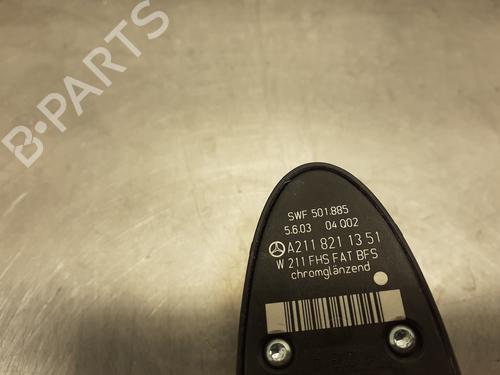 B-PARTS
SWF 501.885
5.6.03 04 Q02
A211 821 13 51
W 211 FHS FAT BFS
chromglänzend